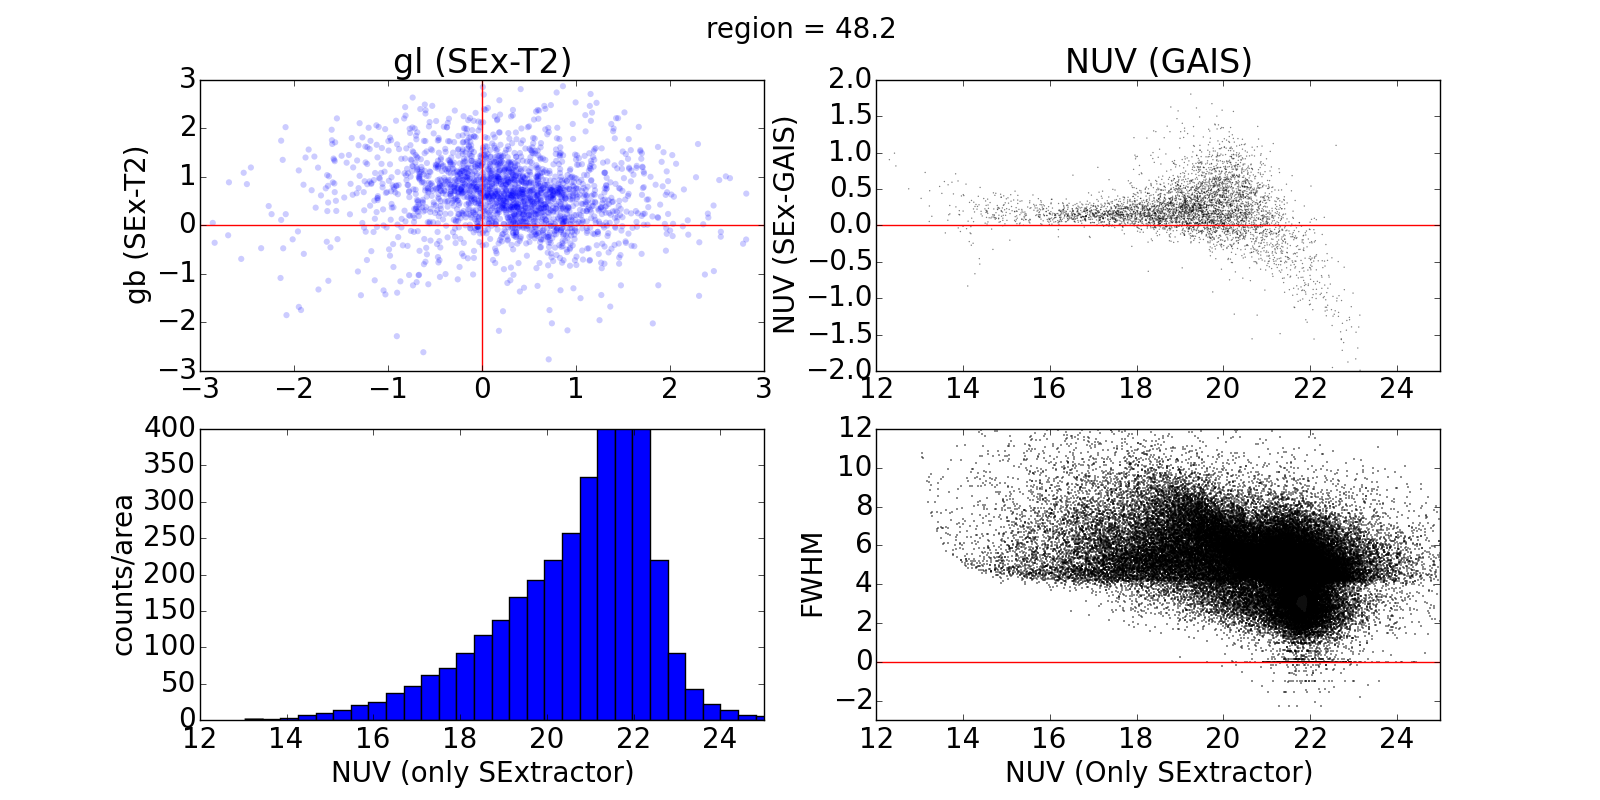 region = 48.2
gl (SEx-T2)
NUV (GAIS)
3
2
1
0
−1
−2
−3
gb (SEx-T2)
−3 −2 −1 0 1 2 3
2.0
1.5
1.0
0.5
0.0
−0.5
−1.0
−1.5
−2.0
NUV (SEx-GAIS)
12 14 16 18 20 22 24
400
350
300
250
200
150
100
50
0
counts/area
12 14 16 18 20 22 24
NUV (only SExtractor)
12
10
8
6
4
2
0
−2
FWHM
12 14 16 18 20 22 24
NUV (Only SExtractor)